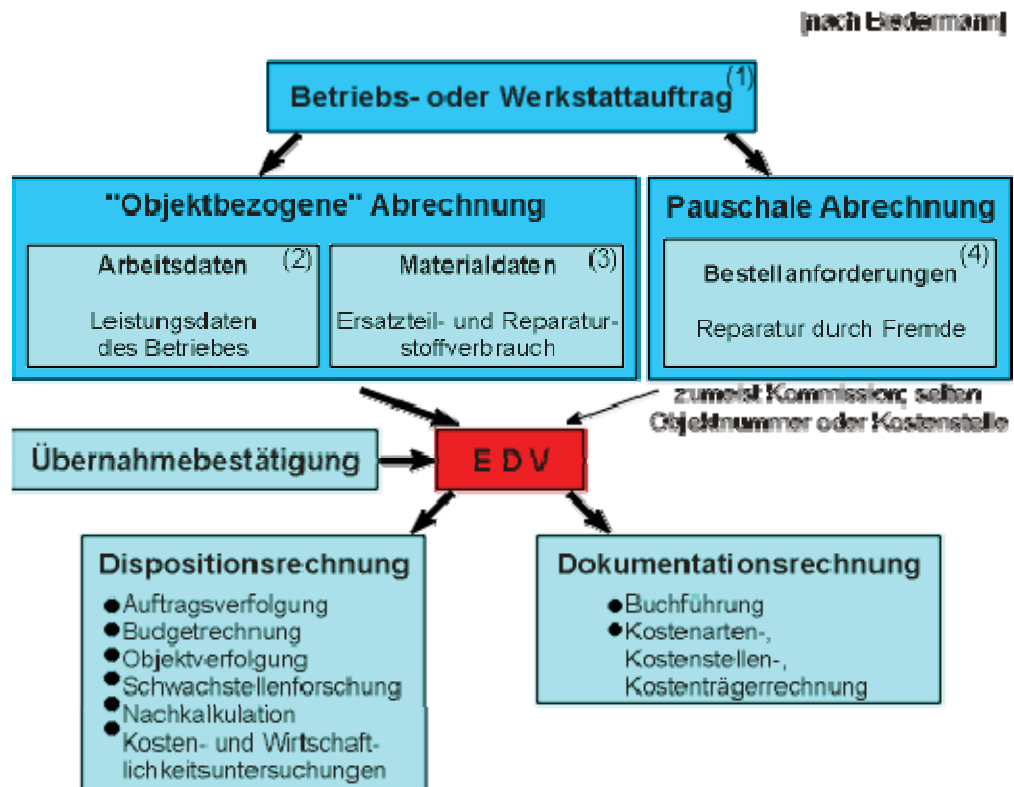 [nach Biedermann]
Betriebs- oder Werkstattauftrag (1)
"Objektbezogene" Abrechnung
Arbeitsdaten (2)
Leistungsdaten
des Betriebes
Materialdaten (3)
Ersatzteil- und Reparatur-
stoffverbrauch
Pauschale Abrechnung
Bestellanforderungen (4)
Reparatur durch Fremde
zumeist Kommission; selten
Objektnummer oder Kostenstelle
Übernahmebestätigung
E D V
Dispositionsrechnung
● Auftragsverfolgung
● Budgetrechnung
● Objektverfolgung
● Schwachstellenforschung
● Nachkalkulation
● Kosten- und Wirtschaft-
lichkeitsuntersuchungen
Dokumentationsrechnung
● Buchführung
● Kostenarten-,
Kostenstellen-,
Kostenträgerrechnung